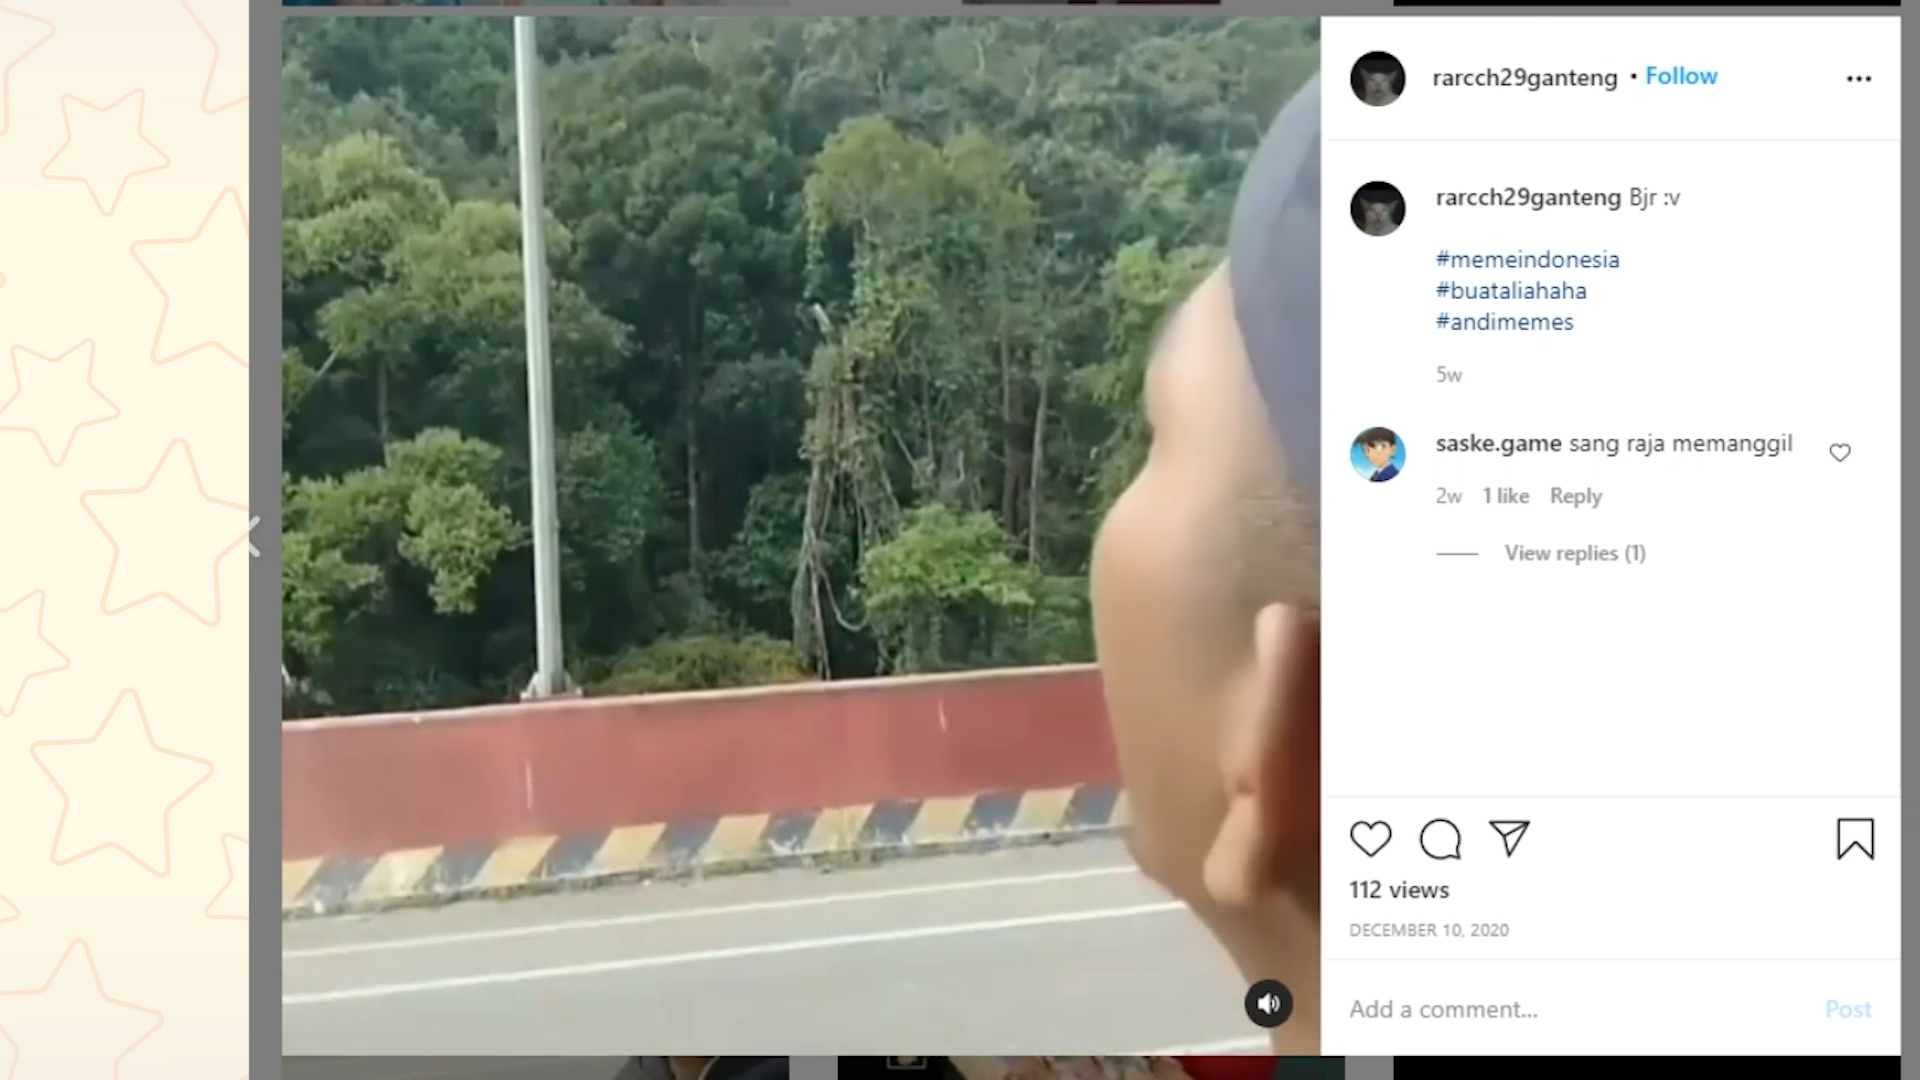 rarcch29ganteng • Follow
rarcch29ganteng Bjr :v
#memeindonesia
#buataliahaha
#andimemes
5w
saske.game sang raja memanggil
2w 1 like Reply
View replies (1)
112 views
DECEMBER 10, 2020
Add a comment... Post